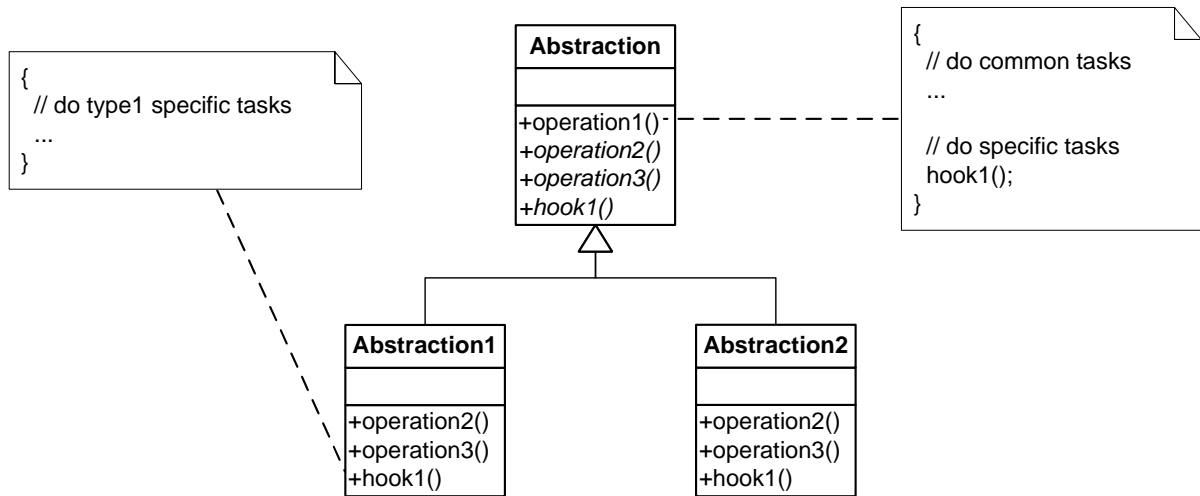 {
// do type1 specific tasks
...
}
Abstraction
+operation1()
+operation2()
+operation3()
+hook1()
{
// do common tasks
...
// do specific tasks
hook1();
}
Abstraction1
+operation2()
+operation3()
+hook1()
Abstraction2
+operation2()
+operation3()
+hook1()